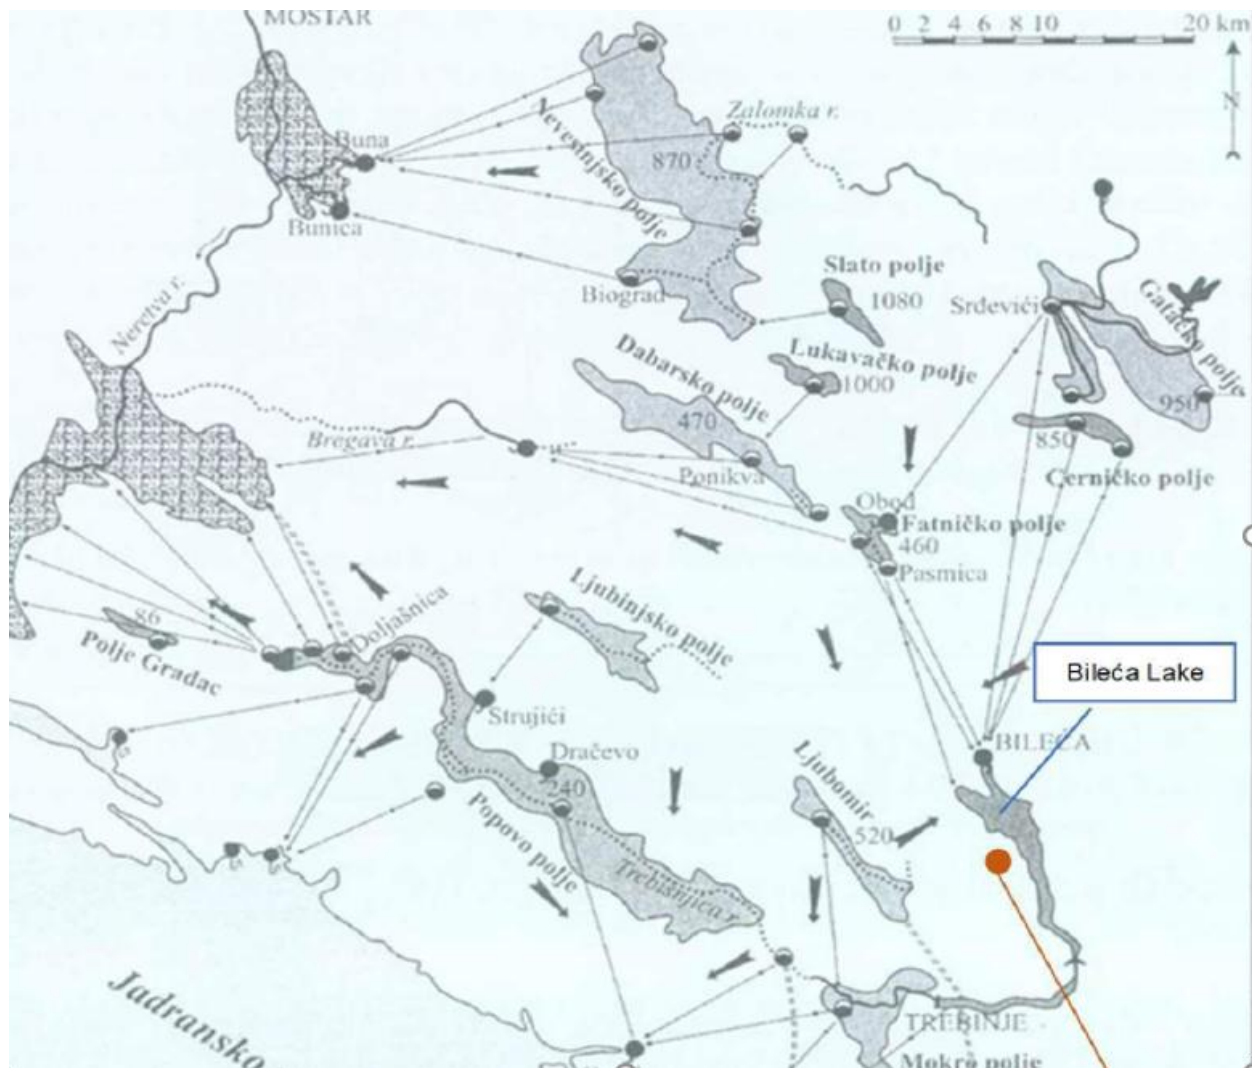 MOSTAR
0 2 4 6 8 10 20 km
N
Zalomka r.
Buna
870
Nevesinjsko polje
Bunica
Neretva r.
Biograd
Slato polje
1080
Srdevići
Gatačko polje
Lukavačko polje
1000
Dabarsko polje
470
950
850
Bregava r.
Ponikva
Cerničko polje
Obod
Fatničko polje
460
Pasmica
Ljubinjsko polje
Doljašnica
86
Polje Gradac
Bileća Lake
Strujići
BILEĆA
Dračevo
240
Ljubomir
520
Popovo polje
Trebišnjica r.
TREBINJE
Mokro polje
Jadransko